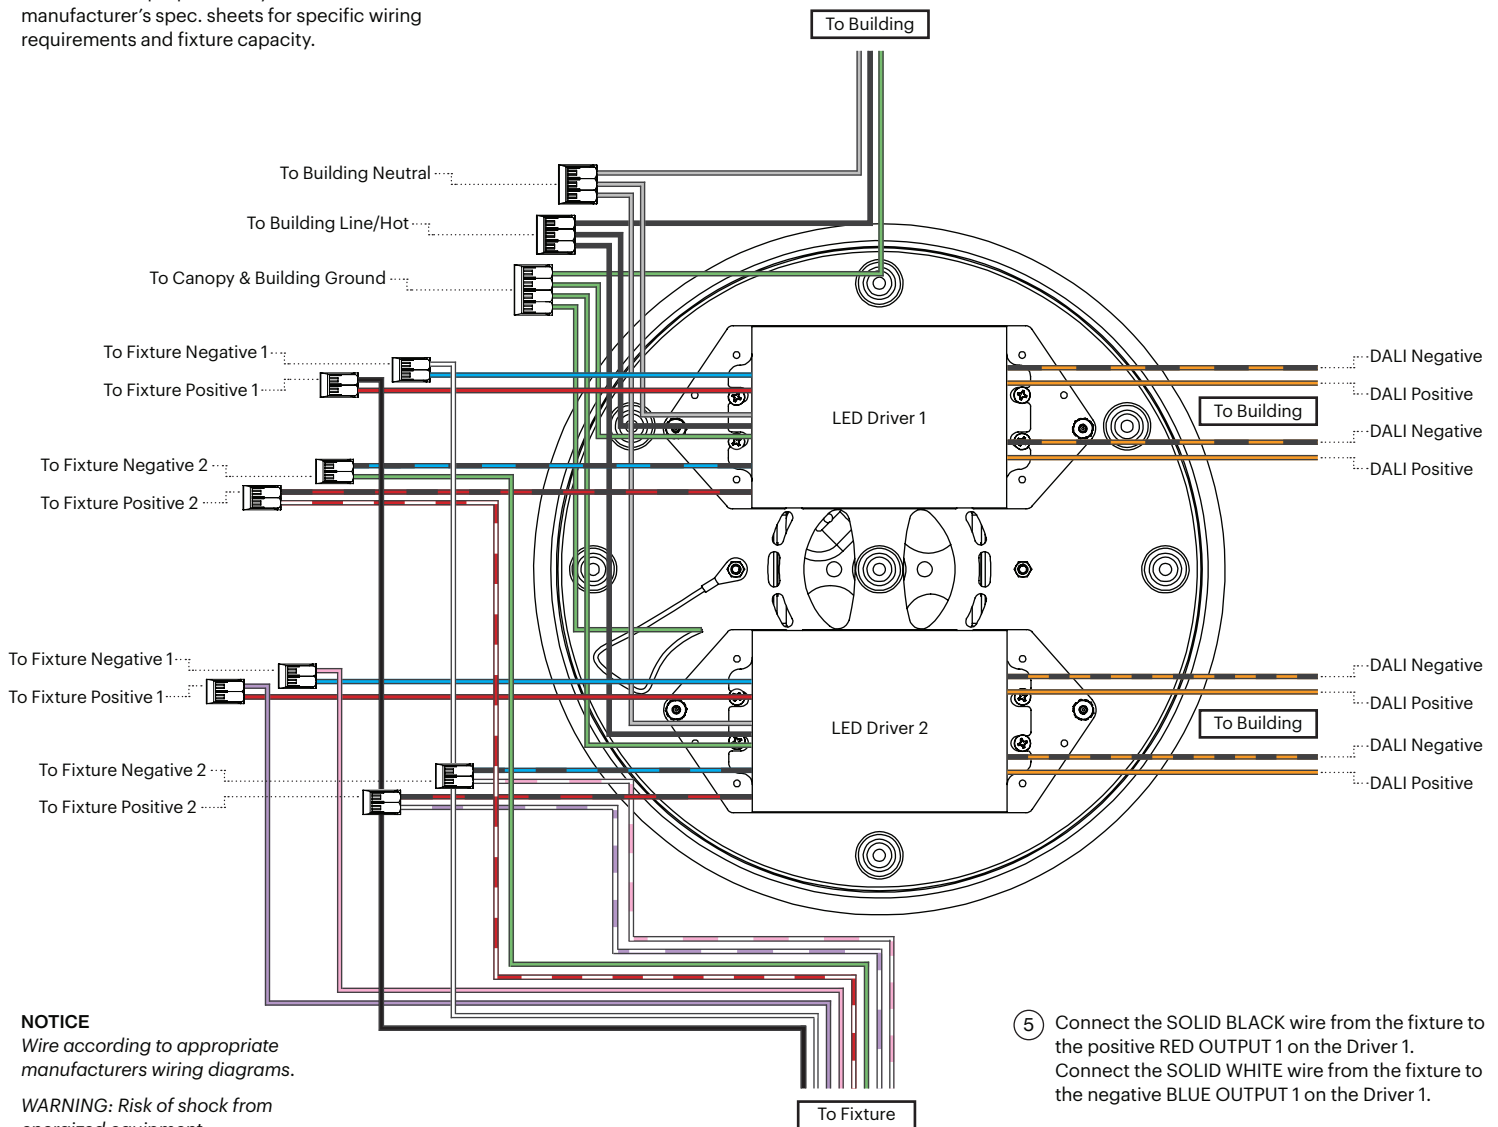 manufacturer's spec. sheets for specific wiring
requirements and fixture capacity.
To Building
To Building Neutral
To Building Line/Hot
To Canopy & Building Ground
To Fixture Negative 1
To Fixture Positive 1
To Fixture Negative 2
To Fixture Positive 2
LED Driver 1
DALI Negative
DALI Positive
To Building
DALI Negative
DALI Positive
To Fixture Negative 1
To Fixture Positive 1
To Fixture Negative 2
To Fixture Positive 2
LED Driver 2
DALI Negative
DALI Positive
To Building
DALI Negative
DALI Positive
NOTICE
Wire according to appropriate
manufacturers wiring diagrams.
WARNING: Risk of shock from
To Fixture
5 Connect the SOLID BLACK wire from the fixture to
the positive RED OUTPUT 1 on the Driver 1.
Connect the SOLID WHITE wire from the fixture to
the negative BLUE OUTPUT 1 on the Driver 1.